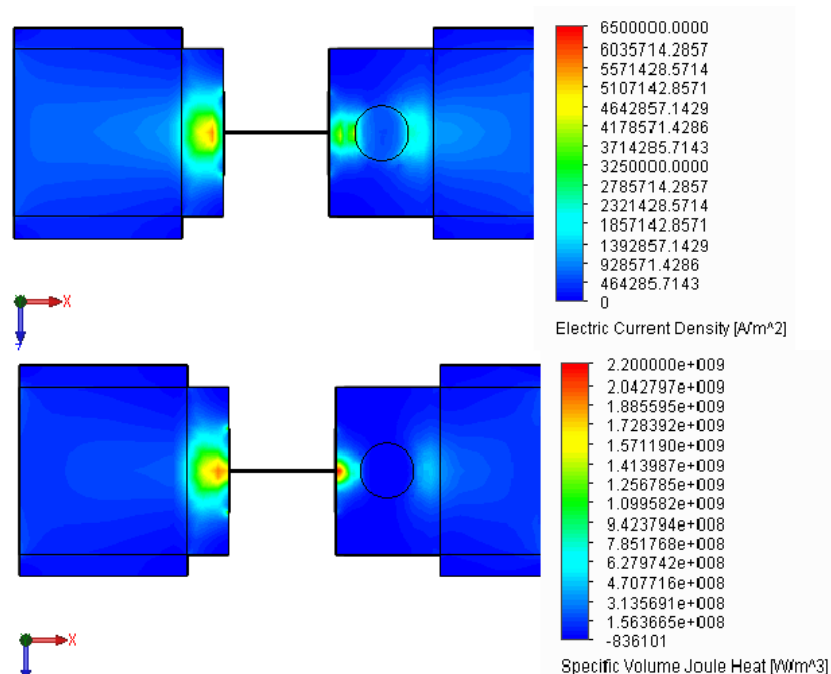 6500000.0000
6035714.2857
5571428.5714
5107142.8571
4642857.1429
4178571.4286
3714285.7143
3250000.0000
2785714.2857
2321428.5714
1857142.8571
1392857.1429
928571.4286
464285.7143
0
Electric Current Density [A/m^2]
X
2.200000e+009
2.042797e+009
1.885595e+009
1.728392e+009
1.571190e+009
1.413987e+009
1.256785e+009
1.099582e+009
9.423794e+008
7.851768e+008
6.279742e+008
4.707716e+008
3.135691e+008
1.563665e+008
-836101
Specific Volume Joule Heat [W/m^3]
X